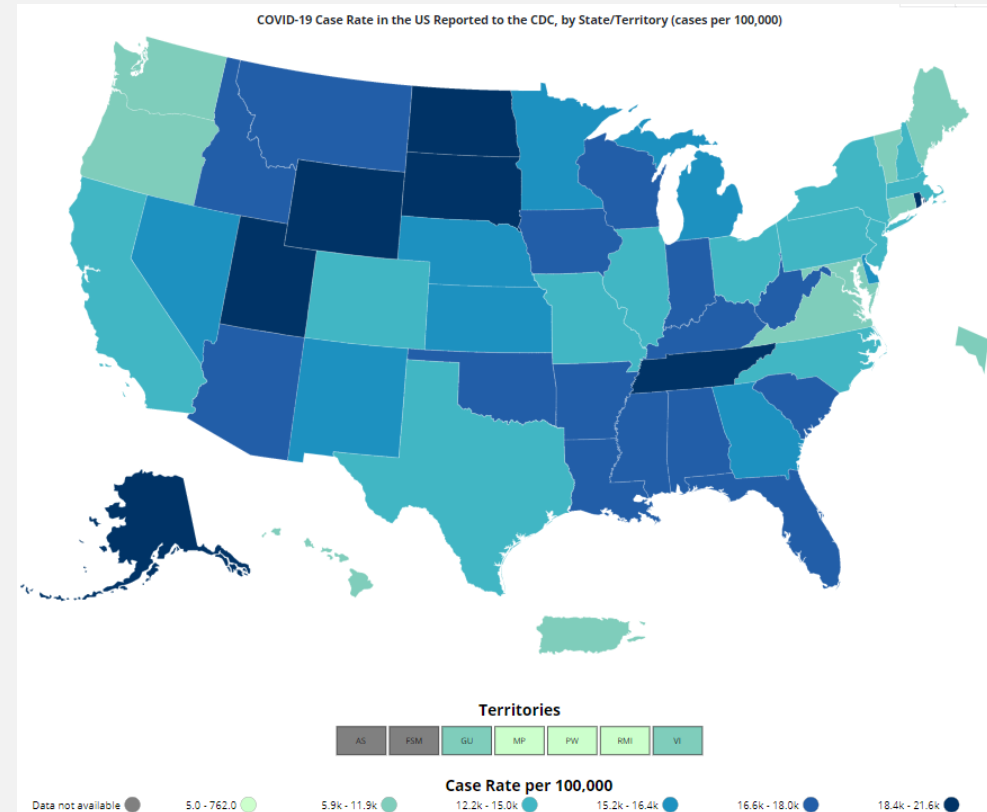 COVID-19 Case Rate in the US Reported to the CDC, by State/Territory (cases per 100,000)
Territories
AS FSM GU MP PW RMI VI
Case Rate per 100,000
Data not available 5.0 - 762.0 5.9k - 11.9k 12.2k - 15.0k 15.2k - 16.4k 16.6k - 18.0k 18.4k - 21.6k